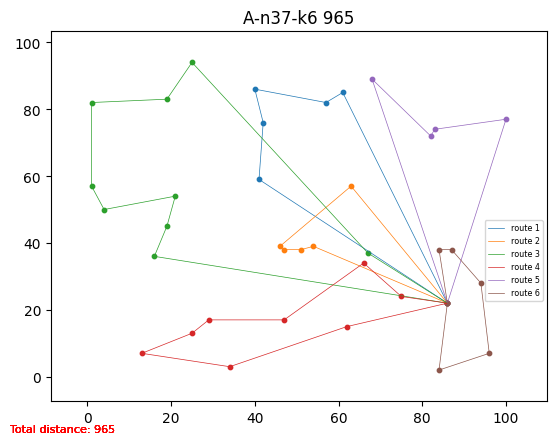 A-n37-k6 965
100
80
60
40
20
0
route 1
route 2
route 3
route 4
route 5
route 6
0 20 40 60 80 100
Total distance: 965